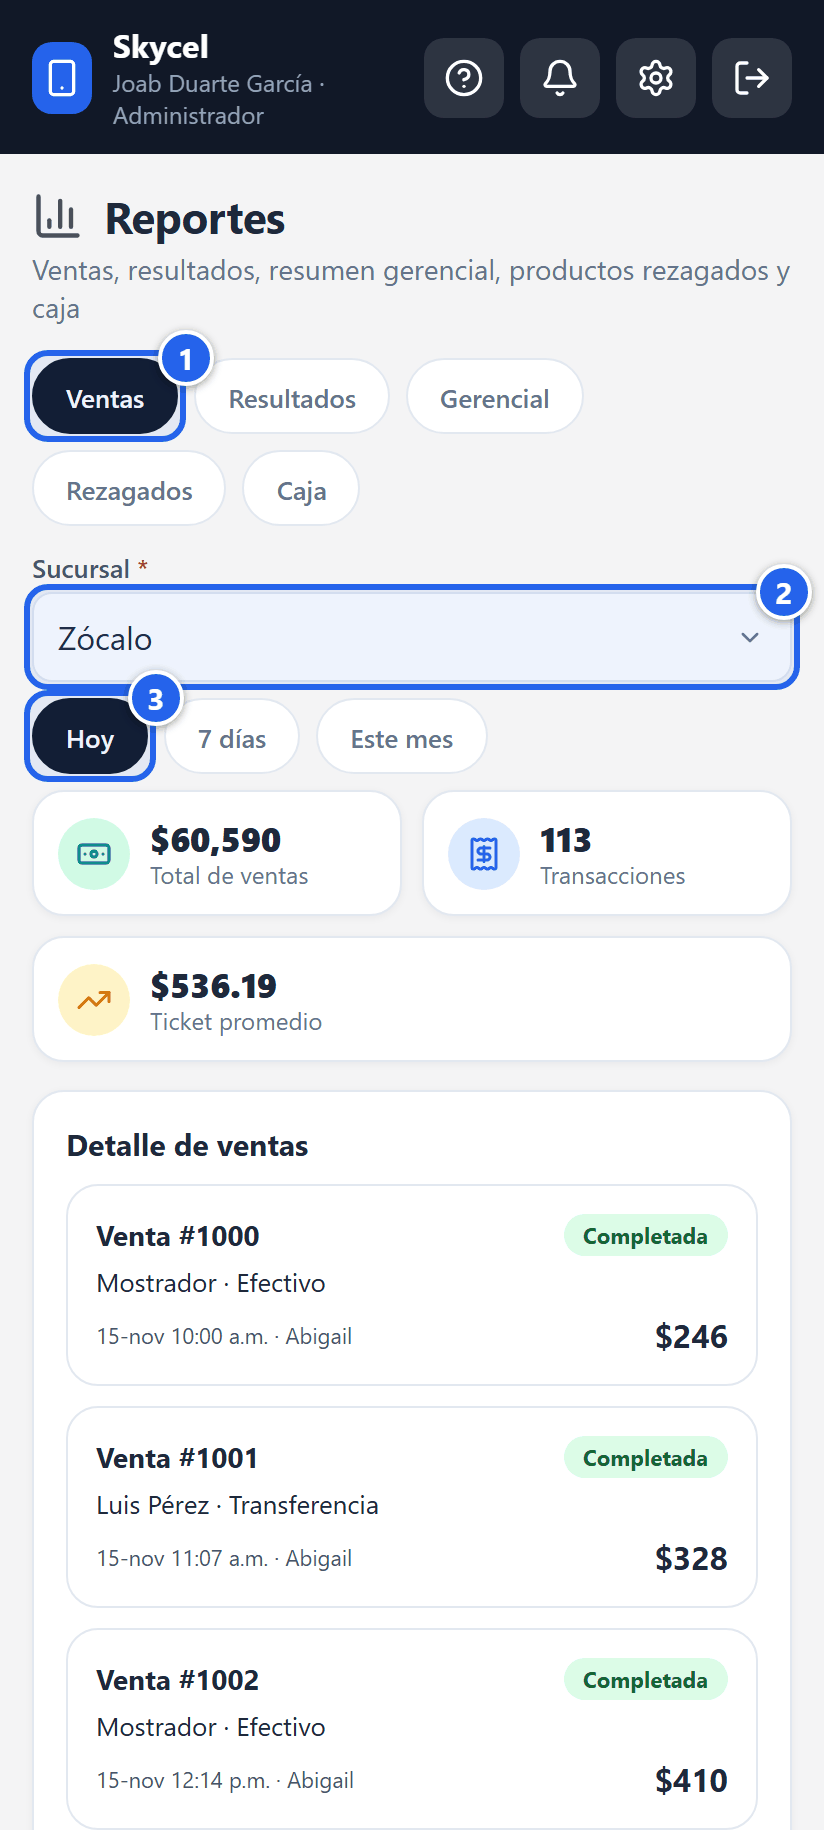 Skycel
Joab Duarte García ·
Administrador
Reportes
Ventas, resultados, resumen gerencial, productos rezagados y
caja
1
Ventas
Resultados
Gerencial
Rezagados
Caja
Sucursal *
2
Zócalo
3
Hoy
7 días
Este mes
$60,590
Total de ventas
113
Transacciones
$536.19
Ticket promedio
Detalle de ventas
Venta #1000
Completada
Mostrador · Efectivo
15-nov 10:00 a.m. · Abigail
$246
Venta #1001
Completada
Luis Pérez · Transferencia
15-nov 11:07 a.m. · Abigail
$328
Venta #1002
Completada
Mostrador · Efectivo
15-nov 12:14 p.m. · Abigail
$410